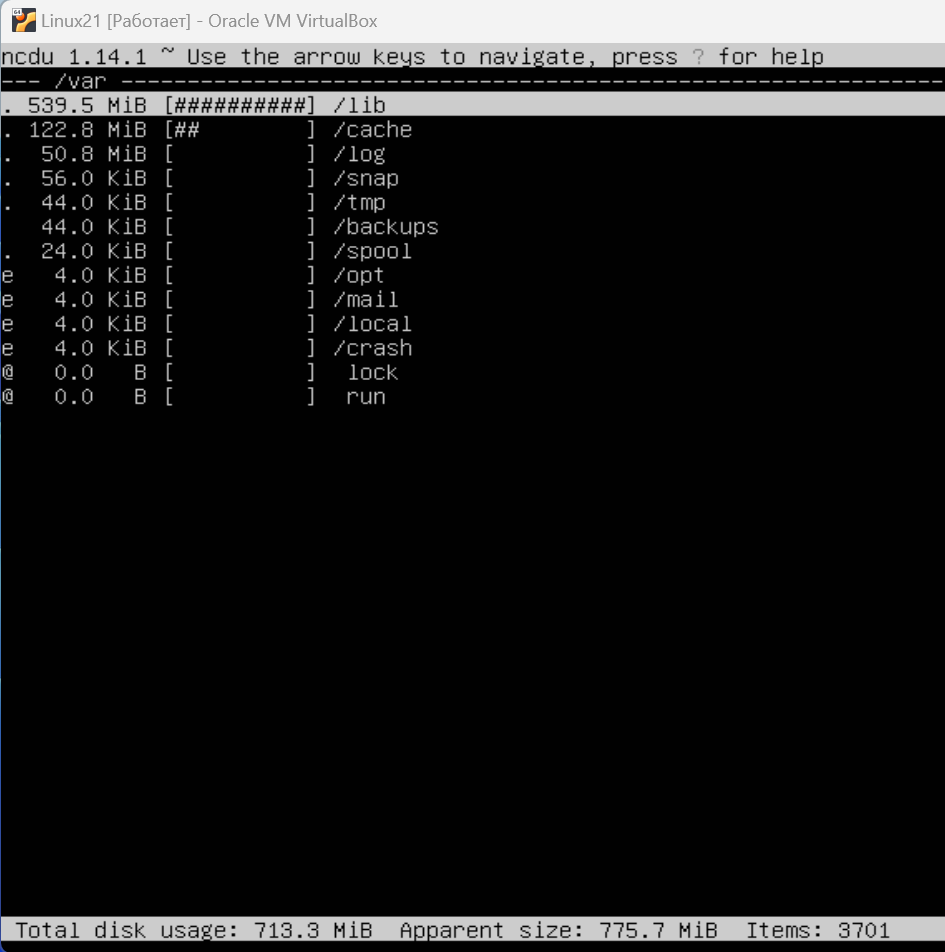 Linux21 [Работает] - Oracle VM VirtualBox
ncdu 1.14.1 ~ Use the arrow keys to navigate, press ? for help
--- /var ----------------------------------------------------------------
. 539.5 MiB [##########] /lib
. 122.8 MiB [##        ] /cache
.  50.8 MiB [          ] /log
.  56.0 KiB [          ] /snap
.  44.0 KiB [          ] /tmp
   44.0 KiB [          ] /backups
.  24.0 KiB [          ] /spool
e   4.0 KiB [          ] /opt
e   4.0 KiB [          ] /mail
e   4.0 KiB [          ] /local
e   4.0 KiB [          ] /crash
@   0.0   B [          ]  lock
@   0.0   B [          ]  run
Total disk usage: 713.3 MiB  Apparent size: 775.7 MiB  Items: 3701